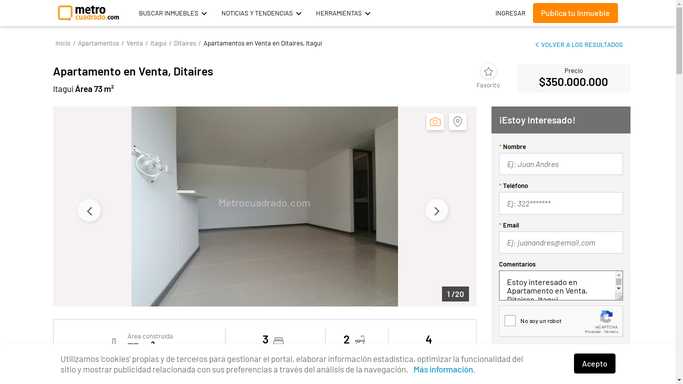 metro
cuadrado.com
BUSCAR INMUEBLES
NOTICIAS Y TENDENCIAS
HERRAMIENTAS
INGRESAR
Publica tu Inmueble
Inicio / Apartamentos / Venta / Itagui / Ditaires / Apartamentos en Venta en Ditaires, Itagui
VOLVER A LOS RESULTADOS
Apartamento en Venta, Ditaires
Itagui Área 73 m²
Favorito
Precio
$350.000.000
Metrocuadrado.com
1 / 20
¡Estoy Interesado!
* Nombre
Ej: Juan Andres
* Teléfono
Ej: 322*******
* Email
Ej: juanandres@email.com
Comentarios
Estoy interesado en
Apartamento en Venta,
Ditaires, Itagui
No soy un robot
reCAPTCHA
Privacidad - Términos
Área construida
3
2
4
Utilizamos 'cookies' propias y de terceros para gestionar el portal, elaborar información estadística, optimizar la funcionalidad del
sitio y mostrar publicidad relacionada con sus preferencias a través del análisis de la navegación. Más información.
Acepto